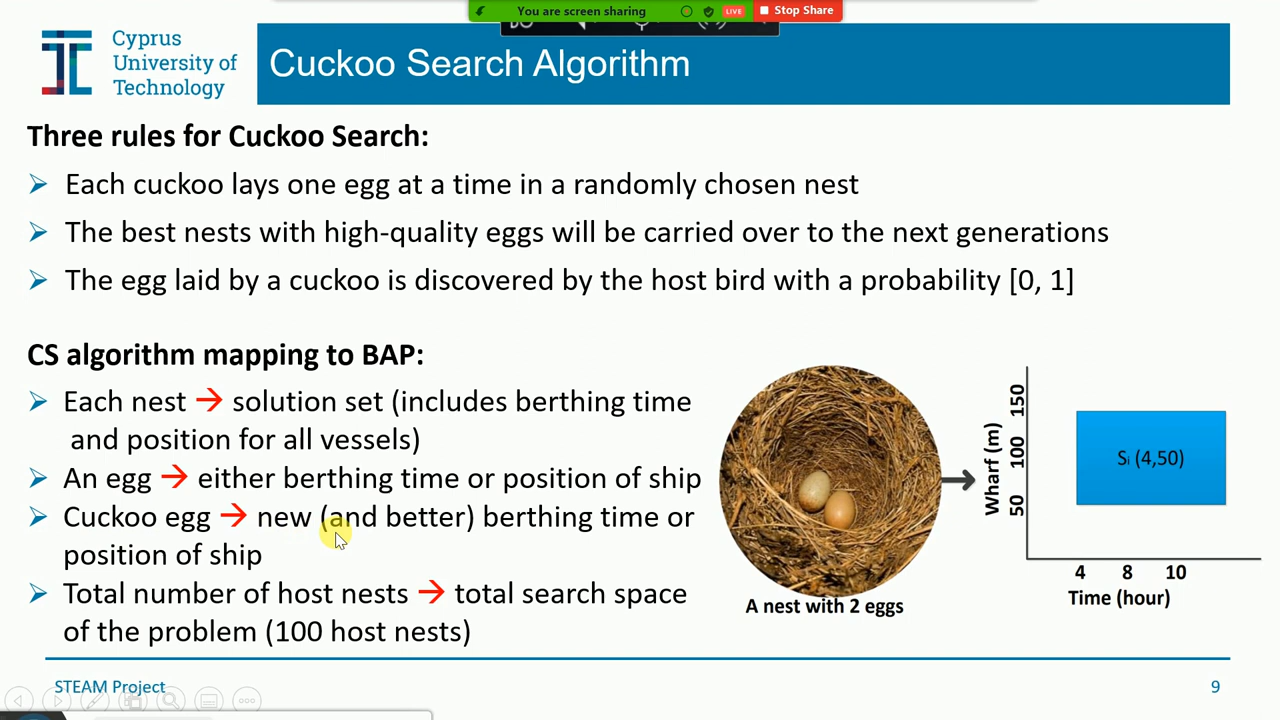 You are screen sharing
LIVE
Stop Share
Cyprus
University of
Technology
Cuckoo Search Algorithm
Three rules for Cuckoo Search:
Each cuckoo lays one egg at a time in a randomly chosen nest
The best nests with high-quality eggs will be carried over to the next generations
The egg laid by a cuckoo is discovered by the host bird with a probability [0, 1]
CS algorithm mapping to BAP:
Each nest → solution set (includes berthing time
and position for all vessels)
An egg → either berthing time or position of ship
Cuckoo egg → new (and better) berthing time or
position of ship
Total number of host nests → total search space
of the problem (100 host nests)
A nest with 2 eggs
Wharf (m)
150
100
50
Sᵢ (4,50)
4 8 10
Time (hour)
STEAM Project
9